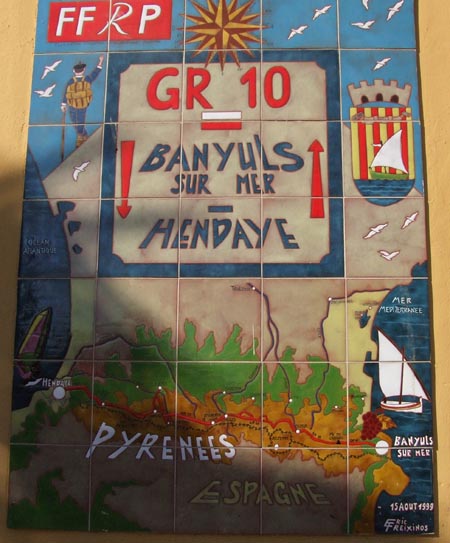 FFRP
GR 10
BANYULS
SUR MER
–
HENDAYE
OCEAN
ATLANTIQUE
MER
MEDITERRANEE
HENDAYE
PYRENEES
ESPAGNE
BANYULS
SUR MER
15 AOUT 1999
ERIC
FREIXINOS